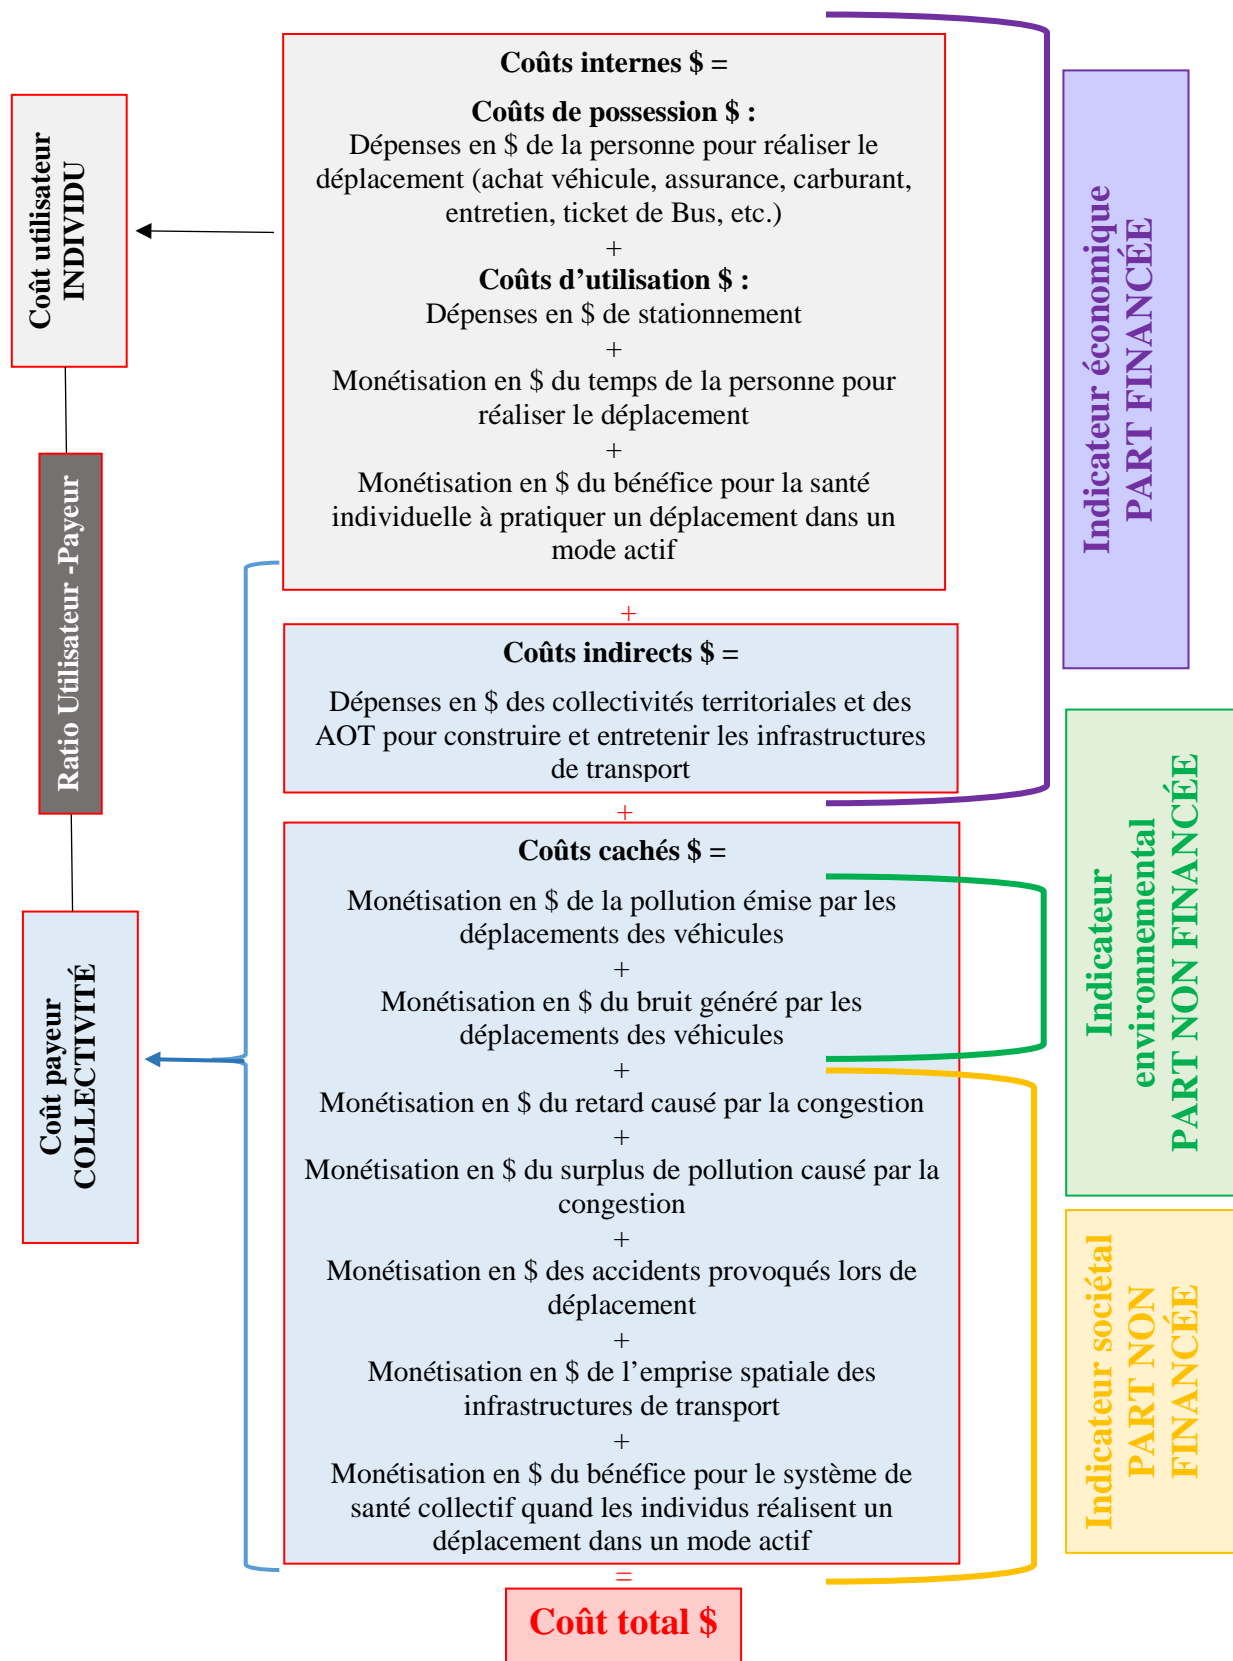 Coûts internes $ =
Coûts de possession $ :
Dépenses en $ de la personne pour réaliser le
déplacement (achat véhicule, assurance, carburant,
entretien, ticket de Bus, etc.)
+
Coûts d’utilisation $ :
Dépenses en $ de stationnement
+
Monétisation en $ du temps de la personne pour
réaliser le déplacement
+
Monétisation en $ du bénéfice pour la santé
individuelle à pratiquer un déplacement dans un
mode actif
+
Coûts indirects $ =
Dépenses en $ des collectivités territoriales et des
AOT pour construire et entretenir les infrastructures
de transport
+
Coûts cachés $ =
Monétisation en $ de la pollution émise par les
déplacements des véhicules
+
Monétisation en $ du bruit généré par les
déplacements des véhicules
+
Monétisation en $ du retard causé par la congestion
+
Monétisation en $ du surplus de pollution causé par la
congestion
+
Monétisation en $ des accidents provoqués lors de
déplacement
+
Monétisation en $ de l’emprise spatiale des
infrastructures de transport
+
Monétisation en $ du bénéfice pour le système de
santé collectif quand les individus réalisent un
déplacement dans un mode actif
=
Coût total $
Coût utilisateur
INDIVIDU
Ratio Utilisateur -Payeur
Coût payeur
COLLECTIVITÉ
Indicateur économique
PART FINANCÉE
Indicateur
environnemental
PART NON FINANCÉE
Indicateur sociétal
PART NON
FINANCÉE